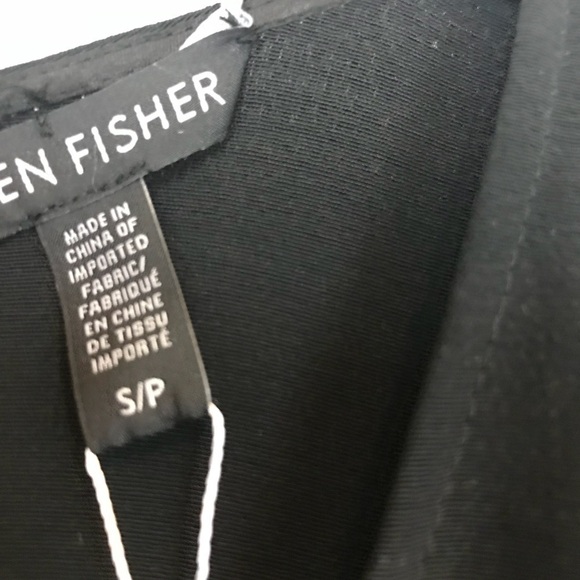 EN FISHER
MADE IN
CHINA OF
IMPORTED
FABRIC/
FABRIQUÉ
EN CHINE
DE TISSU
IMPORTÉ
S/P